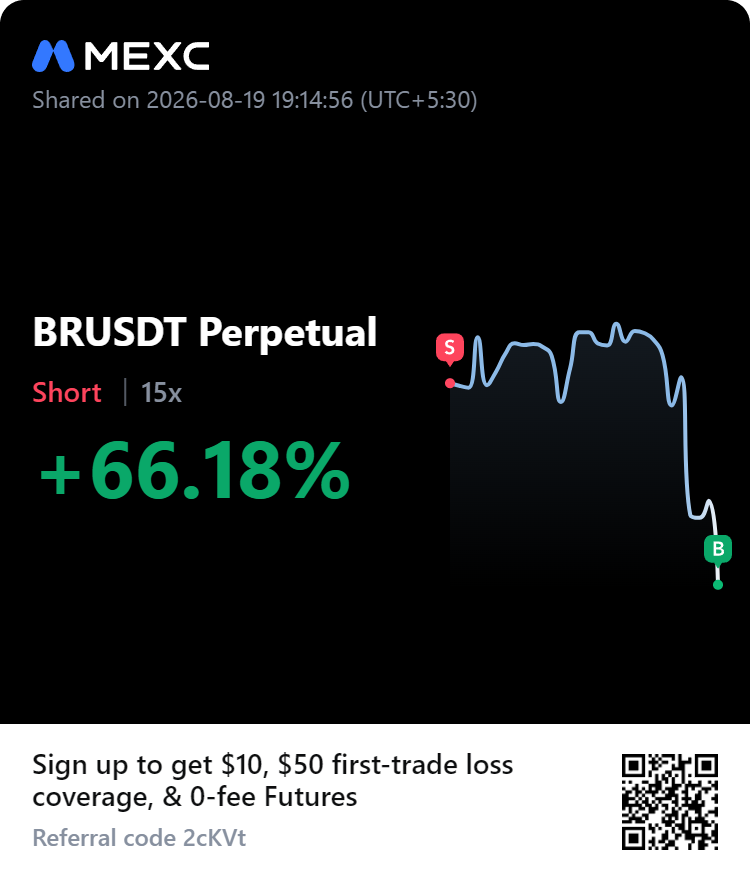 MEXC
Shared on 2026-08-19 19:14:56 (UTC+5:30)
BRUSDT Perpetual
Short | 15x
+66.18%
S
B
Sign up to get $10, $50 first-trade loss
coverage, & 0-fee Futures
Referral code 2cKVt